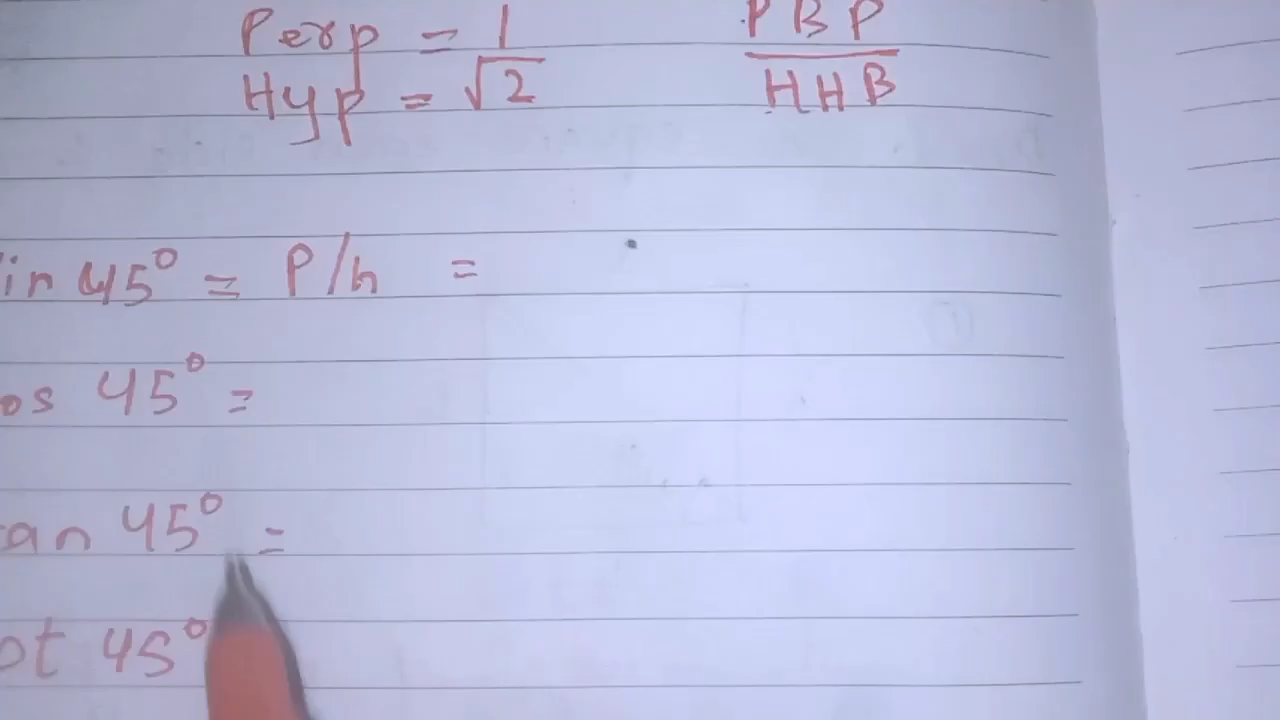 Perp = 1
Hyp = √2
P B P
H H B
in 45° = P/h =
os 45° =
an 45° =
ot 45°